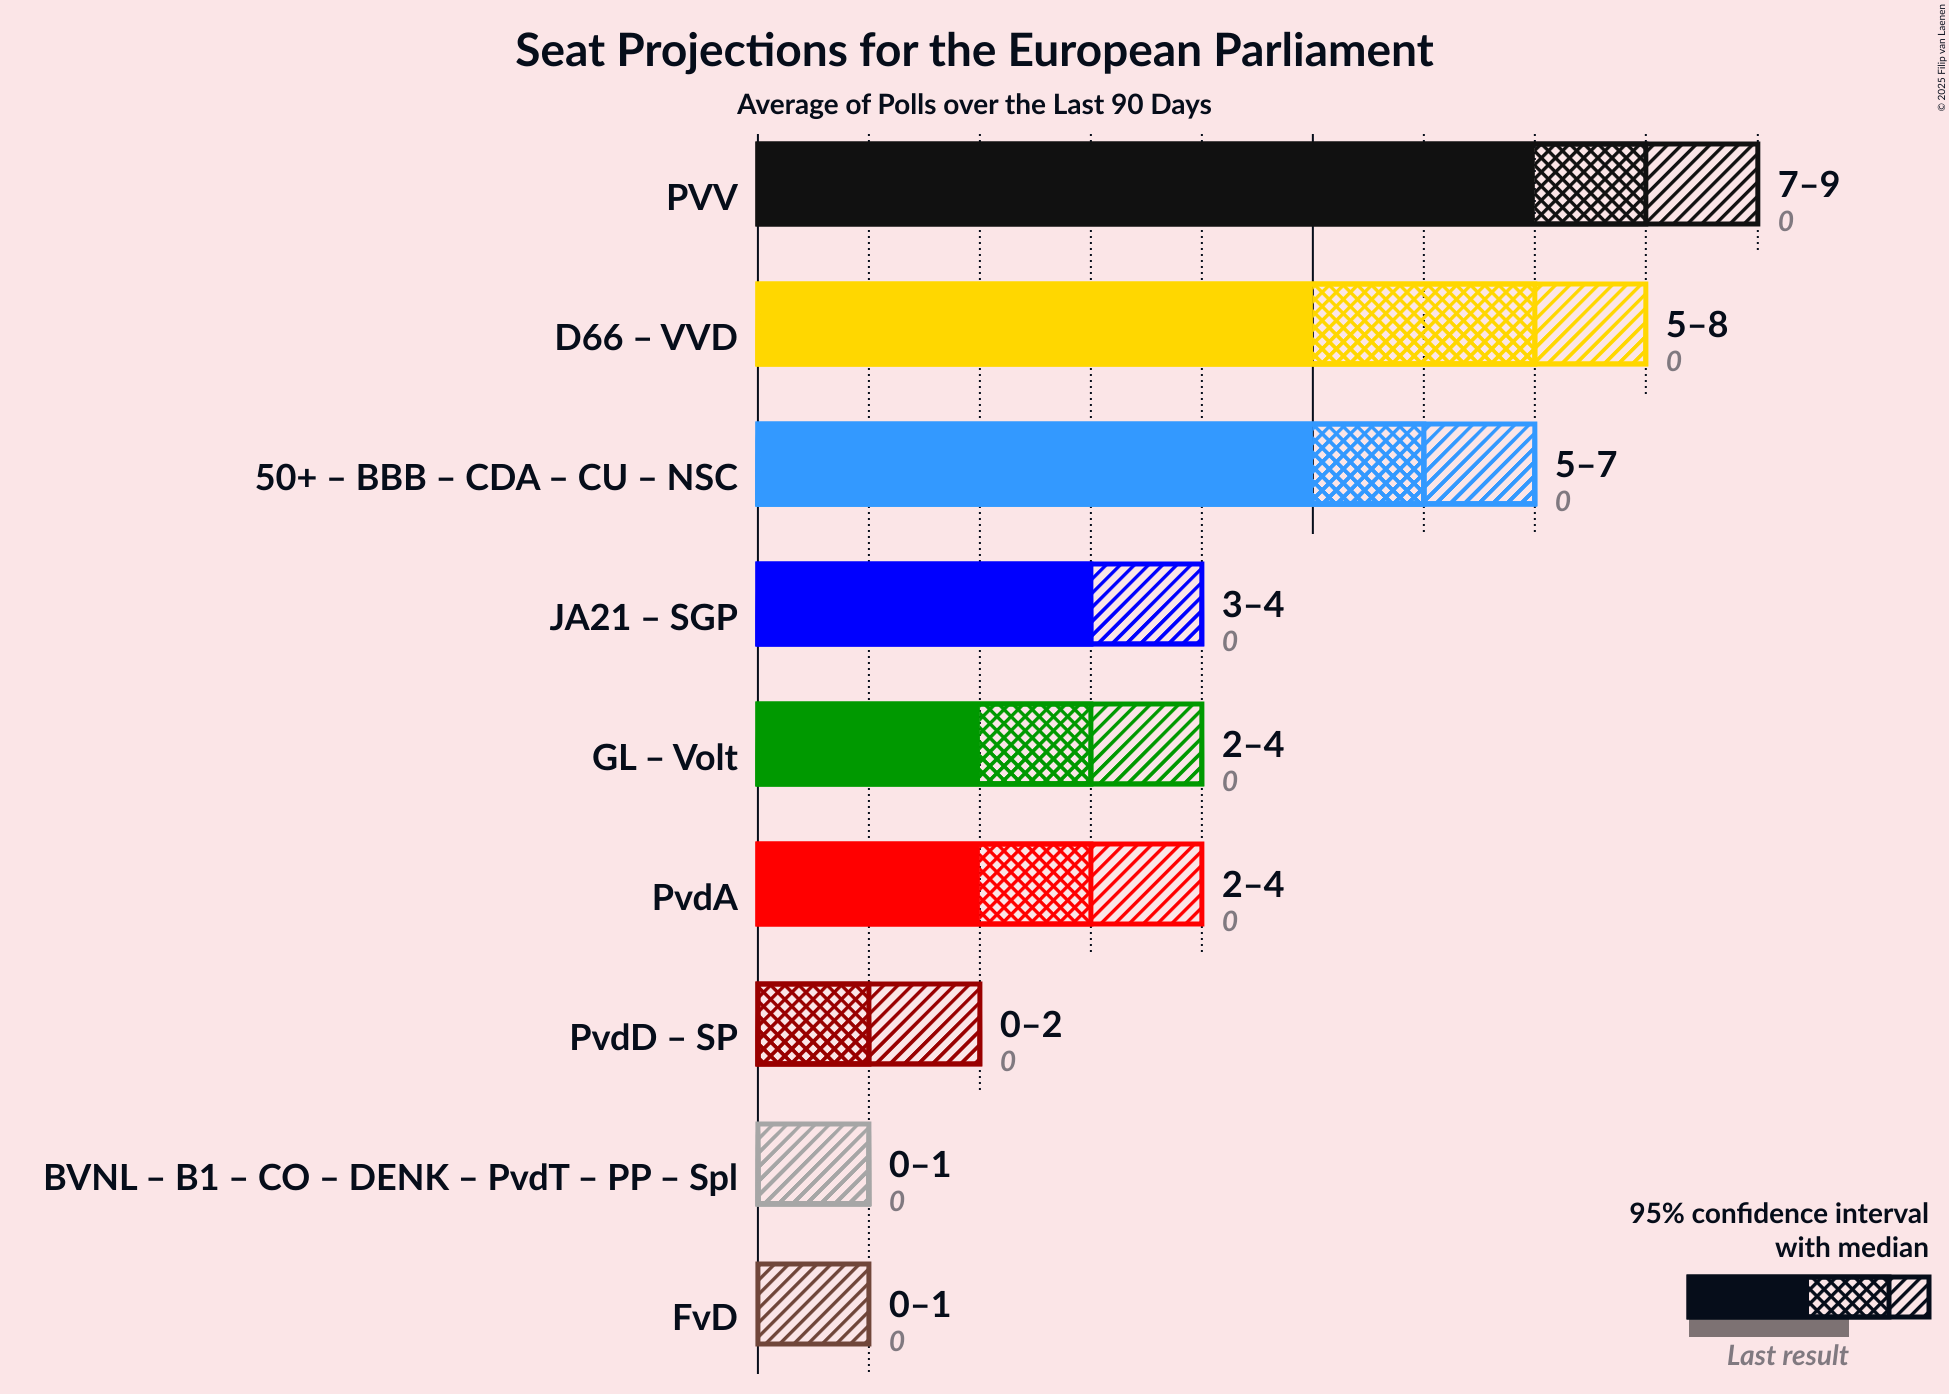 Seat Projections for the European Parliament
Average of Polls over the Last 90 Days
© 2025 Filip van Laenen
PVV
7–9
0
D66 – VVD
5–8
0
50+ – BBB – CDA – CU – NSC
5–7
0
JA21 – SGP
3–4
0
GL – Volt
2–4
0
PvdA
2–4
0
PvdD – SP
0–2
0
BVNL – B1 – CO – DENK – PvdT – PP – Spl
0–1
0
FvD
0–1
0
95% confidence interval
with median
Last result